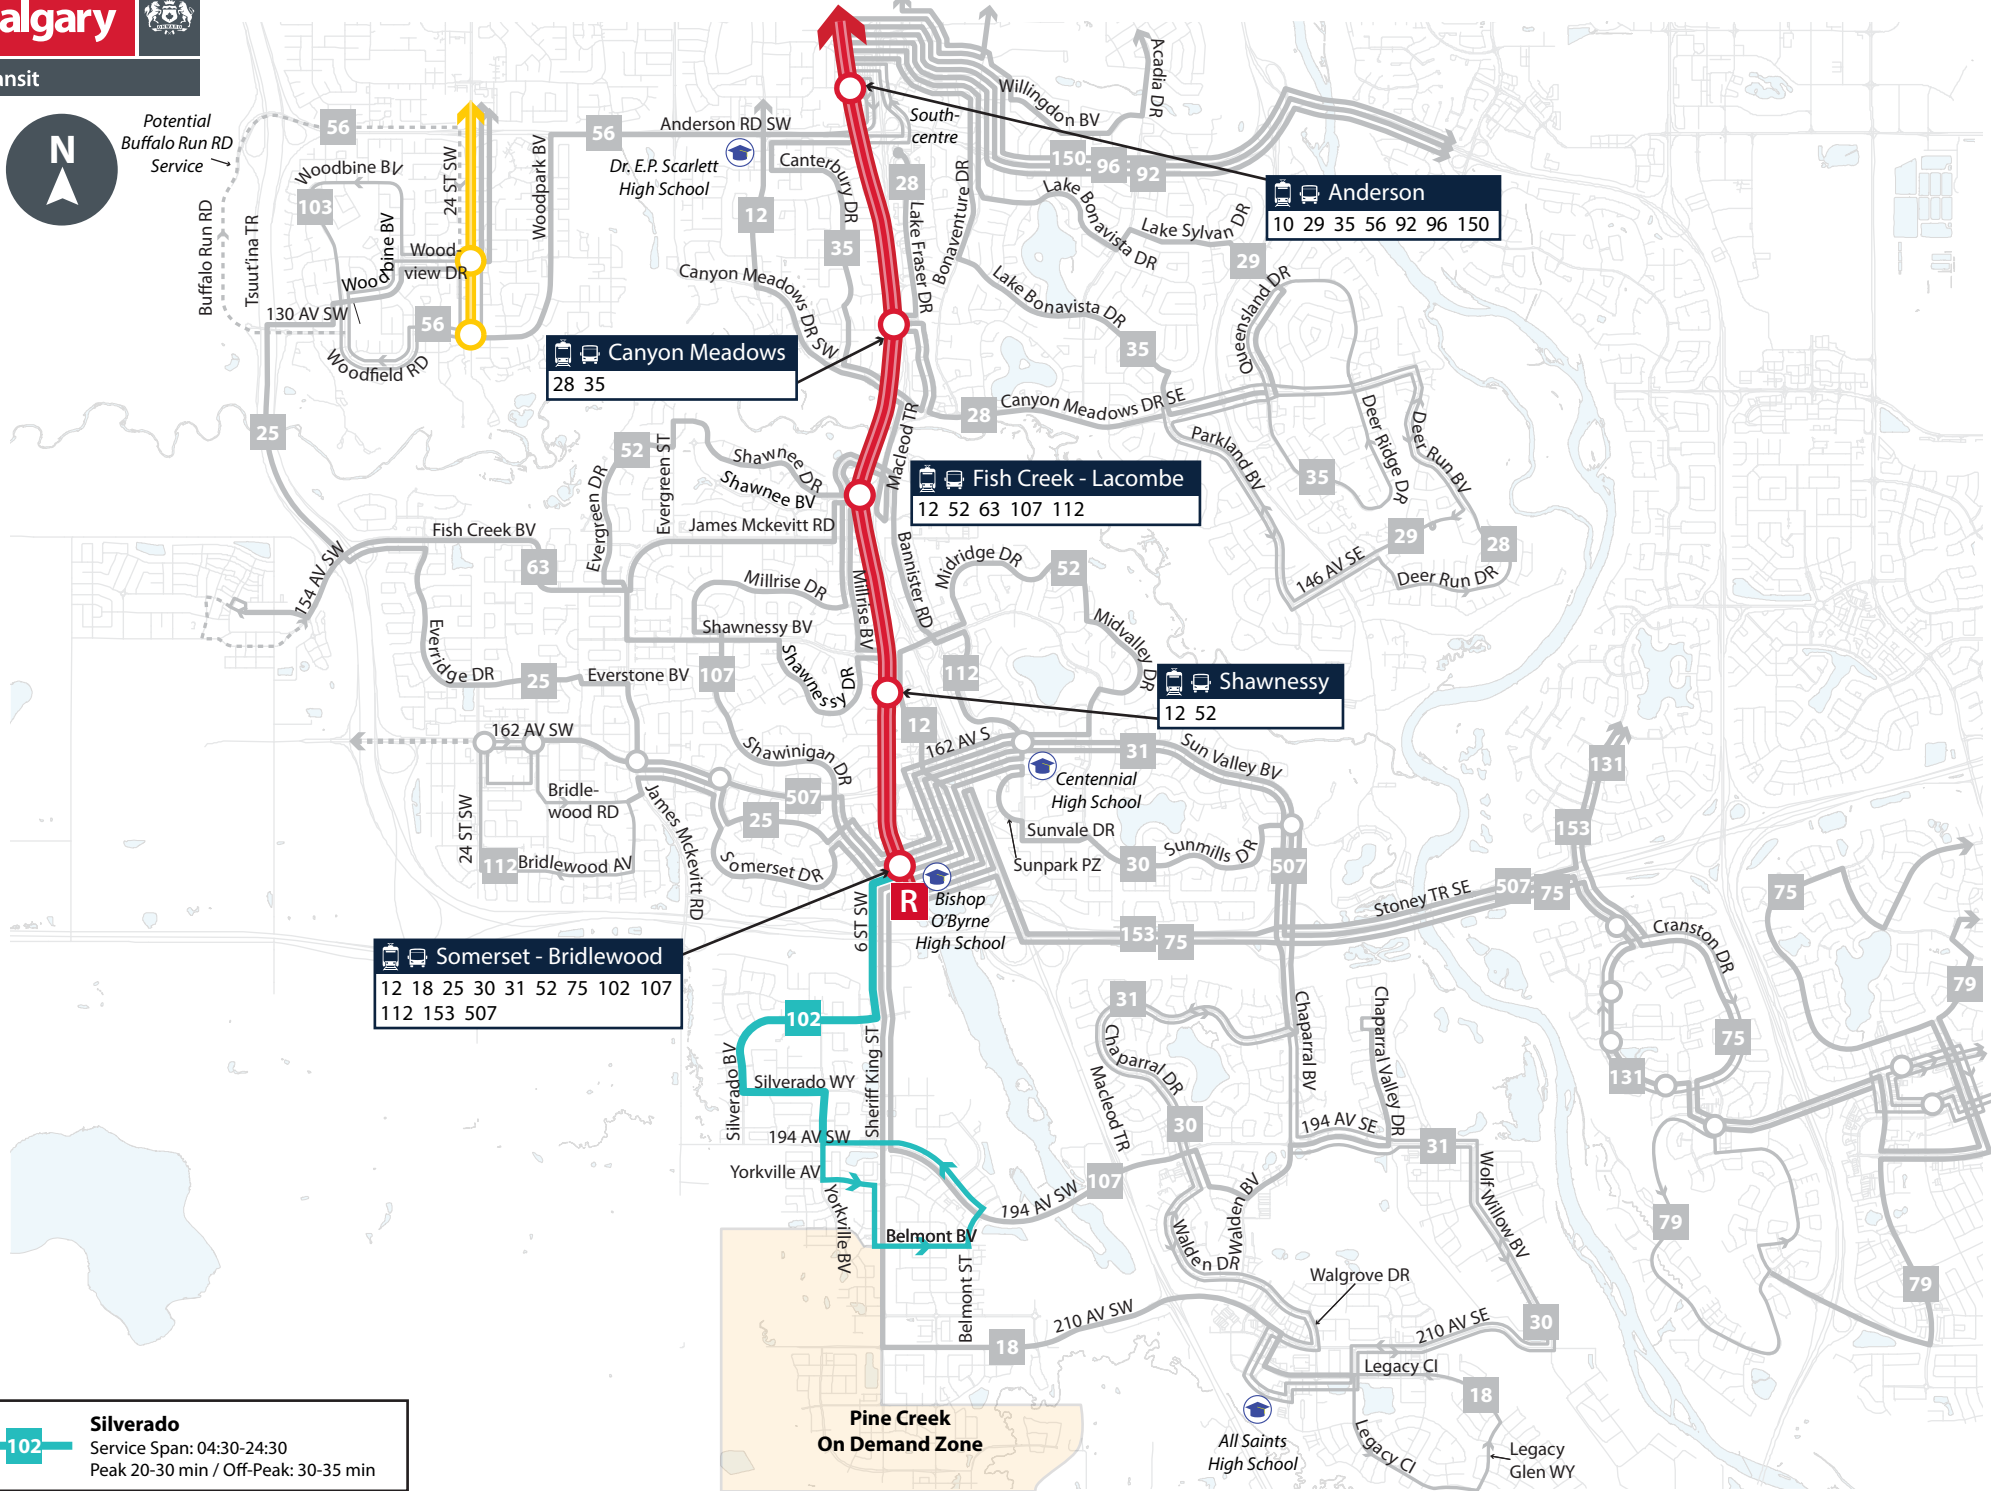 algary
ansit
N
Potential
Buffalo Run RD
Service
56
Woodbine BV
103
24 ST SW
Woodpark BV
56
Anderson RD SW
Dr. E.P. Scarlett
High School
South-
centre
Willingdon BV
Acadia DR
Canterbury DR
28
150
96
92
Anderson
10 29 35 56 92 96 150
12
35
Lake Fraser DR
Bonaventure DR
Lake Bonavista DR
Lake Sylvan DR
29
Buffalo Run RD
Tsuut'ina TR
Woodbine BV
Wood-
view DR
130 AV SW
56
Woodfield RD
Canyon Meadows DR SW
Lake Bonavista DR
Queensland DR
35
Canyon Meadows
28 35
25
28
Canyon Meadows DR SE
Macleod TR
Parkland BV
Deer Ridge DR
Deer Run BV
52
Evergreen ST
Evergreen DR
Shawnee DR
Shawnee BV
James Mckevitt RD
Fish Creek - Lacombe
12 52 63 107 112
35
29
28
Fish Creek BV
63
154 AV SW
Millrise DR
Millrise BV
Bannister RD
Midridge DR
52
146 AV SE
Deer Run DR
Shawnessy BV
Shawnessy DR
Midvalley DR
Everridge DR
25
Everstone BV
107
112
Shawnessy
12 52
12
162 AV SW
162 AV S
31
Sun Valley BV
131
Shawinigan DR
Centennial
High School
Bridle-
wood RD
507
25
James Mckevitt RD
24 ST SW
112
Bridlewood AV
Somerset DR
Sunvale DR
Sunpark PZ
30
Sunmills DR
507
153
R
Bishop
O'Byrne
High School
6 ST SW
Stoney TR SE
507
75
75
Somerset - Bridlewood
12 18 25 30 31 52 75 102 107
112 153 507
153
75
Cranston DR
79
102
31
Chaparral DR
Chaparral BV
Chaparral Valley DR
75
131
Silverado BV
Silverado WY
Sheriff King ST
Macleod TR
30
194 AV SE
31
194 AV SW
Yorkville AV
Yorkville BV
107
194 AV SW
Walden BV
Wolf Willow BV
79
Belmont BV
Walden DR
Belmont ST
Walgrove DR
79
18
210 AV SW
210 AV SE
30
Legacy CI
18
Pine Creek
On Demand Zone
All Saints
High School
Legacy CI
Legacy
Glen WY
102
Silverado
Service Span: 04:30-24:30
Peak 20-30 min / Off-Peak: 30-35 min